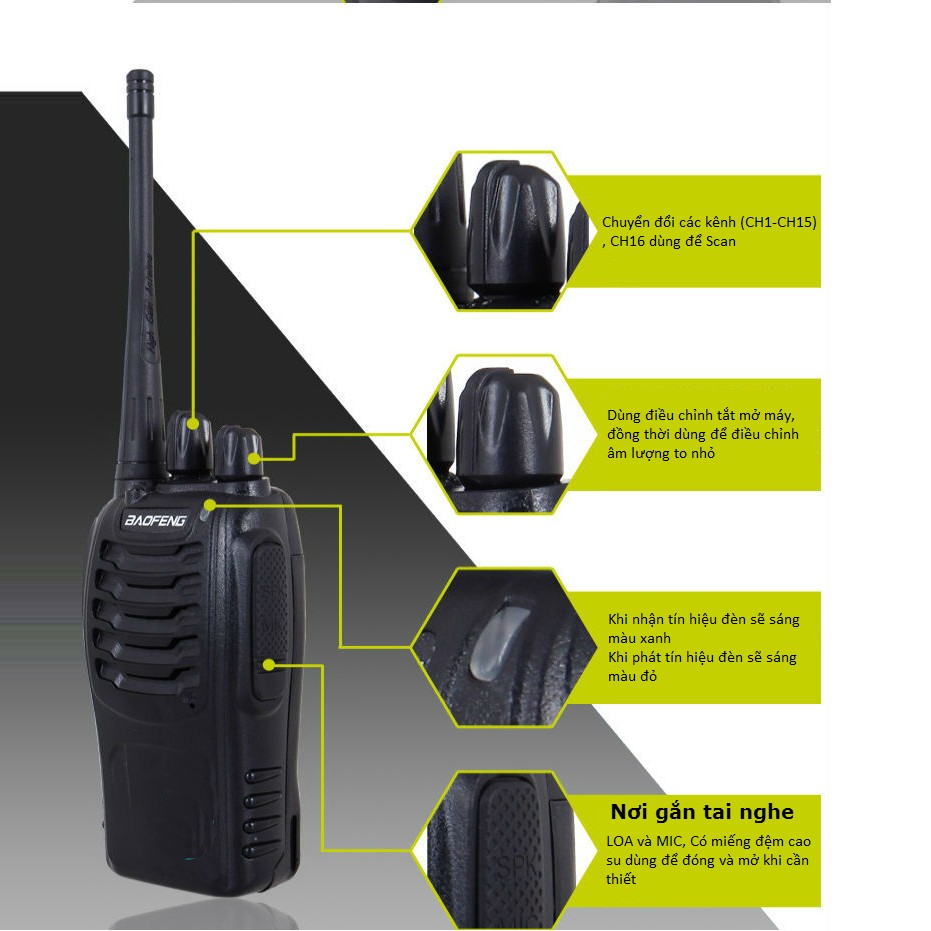 Chuyển đổi các kênh (CH1-CH15)
, CH16 dùng để Scan
Dùng điều chỉnh tắt mở máy,
đồng thời dùng để điều chỉnh
âm lượng to nhỏ
BAOFENG
Khi nhận tín hiệu đèn sẽ sáng
màu xanh
Khi phát tín hiệu đèn sẽ sáng
màu đỏ
Nơi gắn tai nghe
LOA và MIC, Có miếng đệm cao
su dùng để đóng và mở khi cần
thiết
SPK
MIC